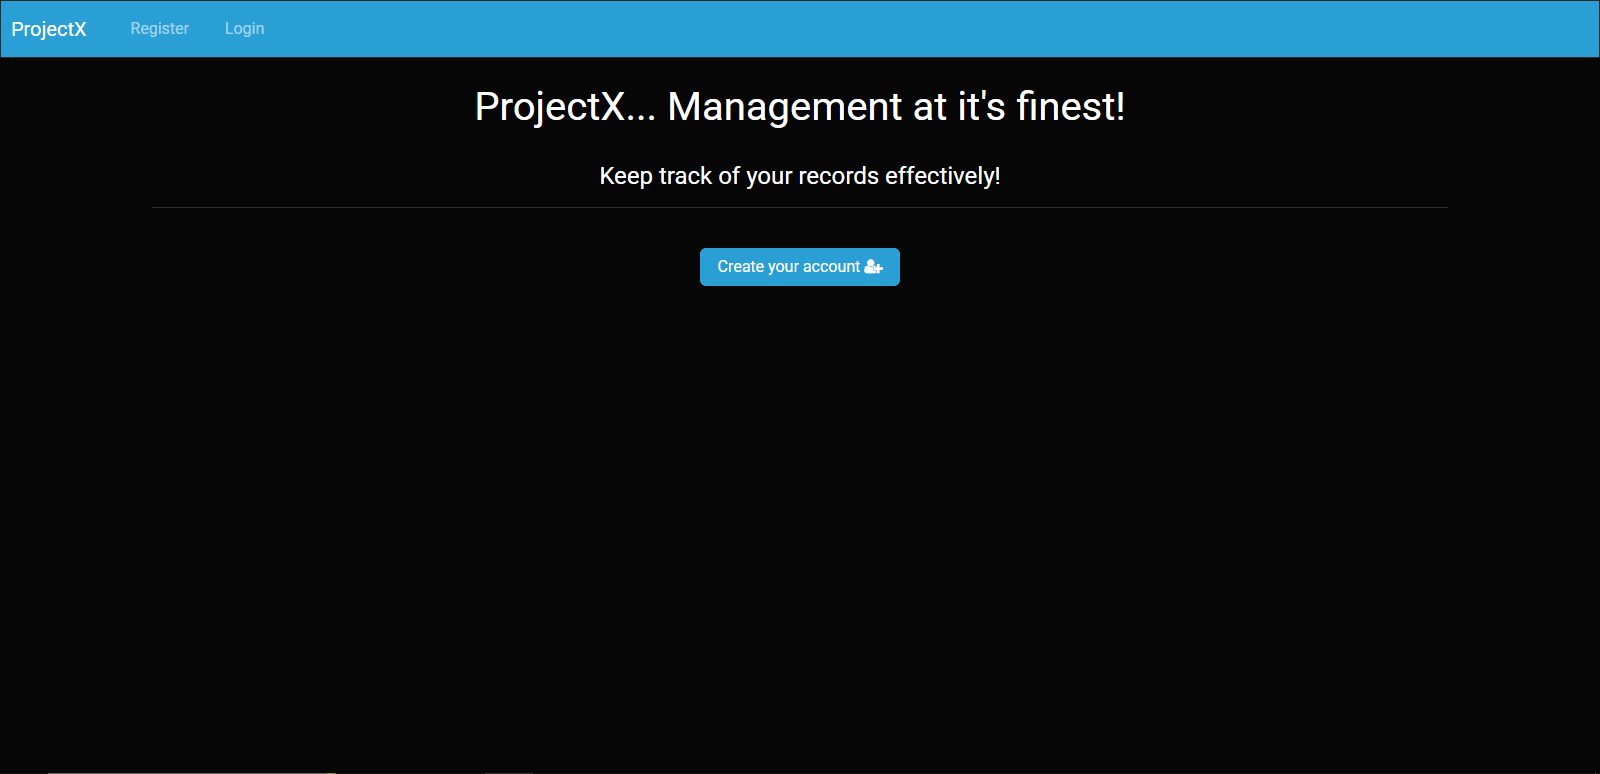 ProjectX Register Login
ProjectX... Management at it's finest!
Keep track of your records effectively!
Create your account